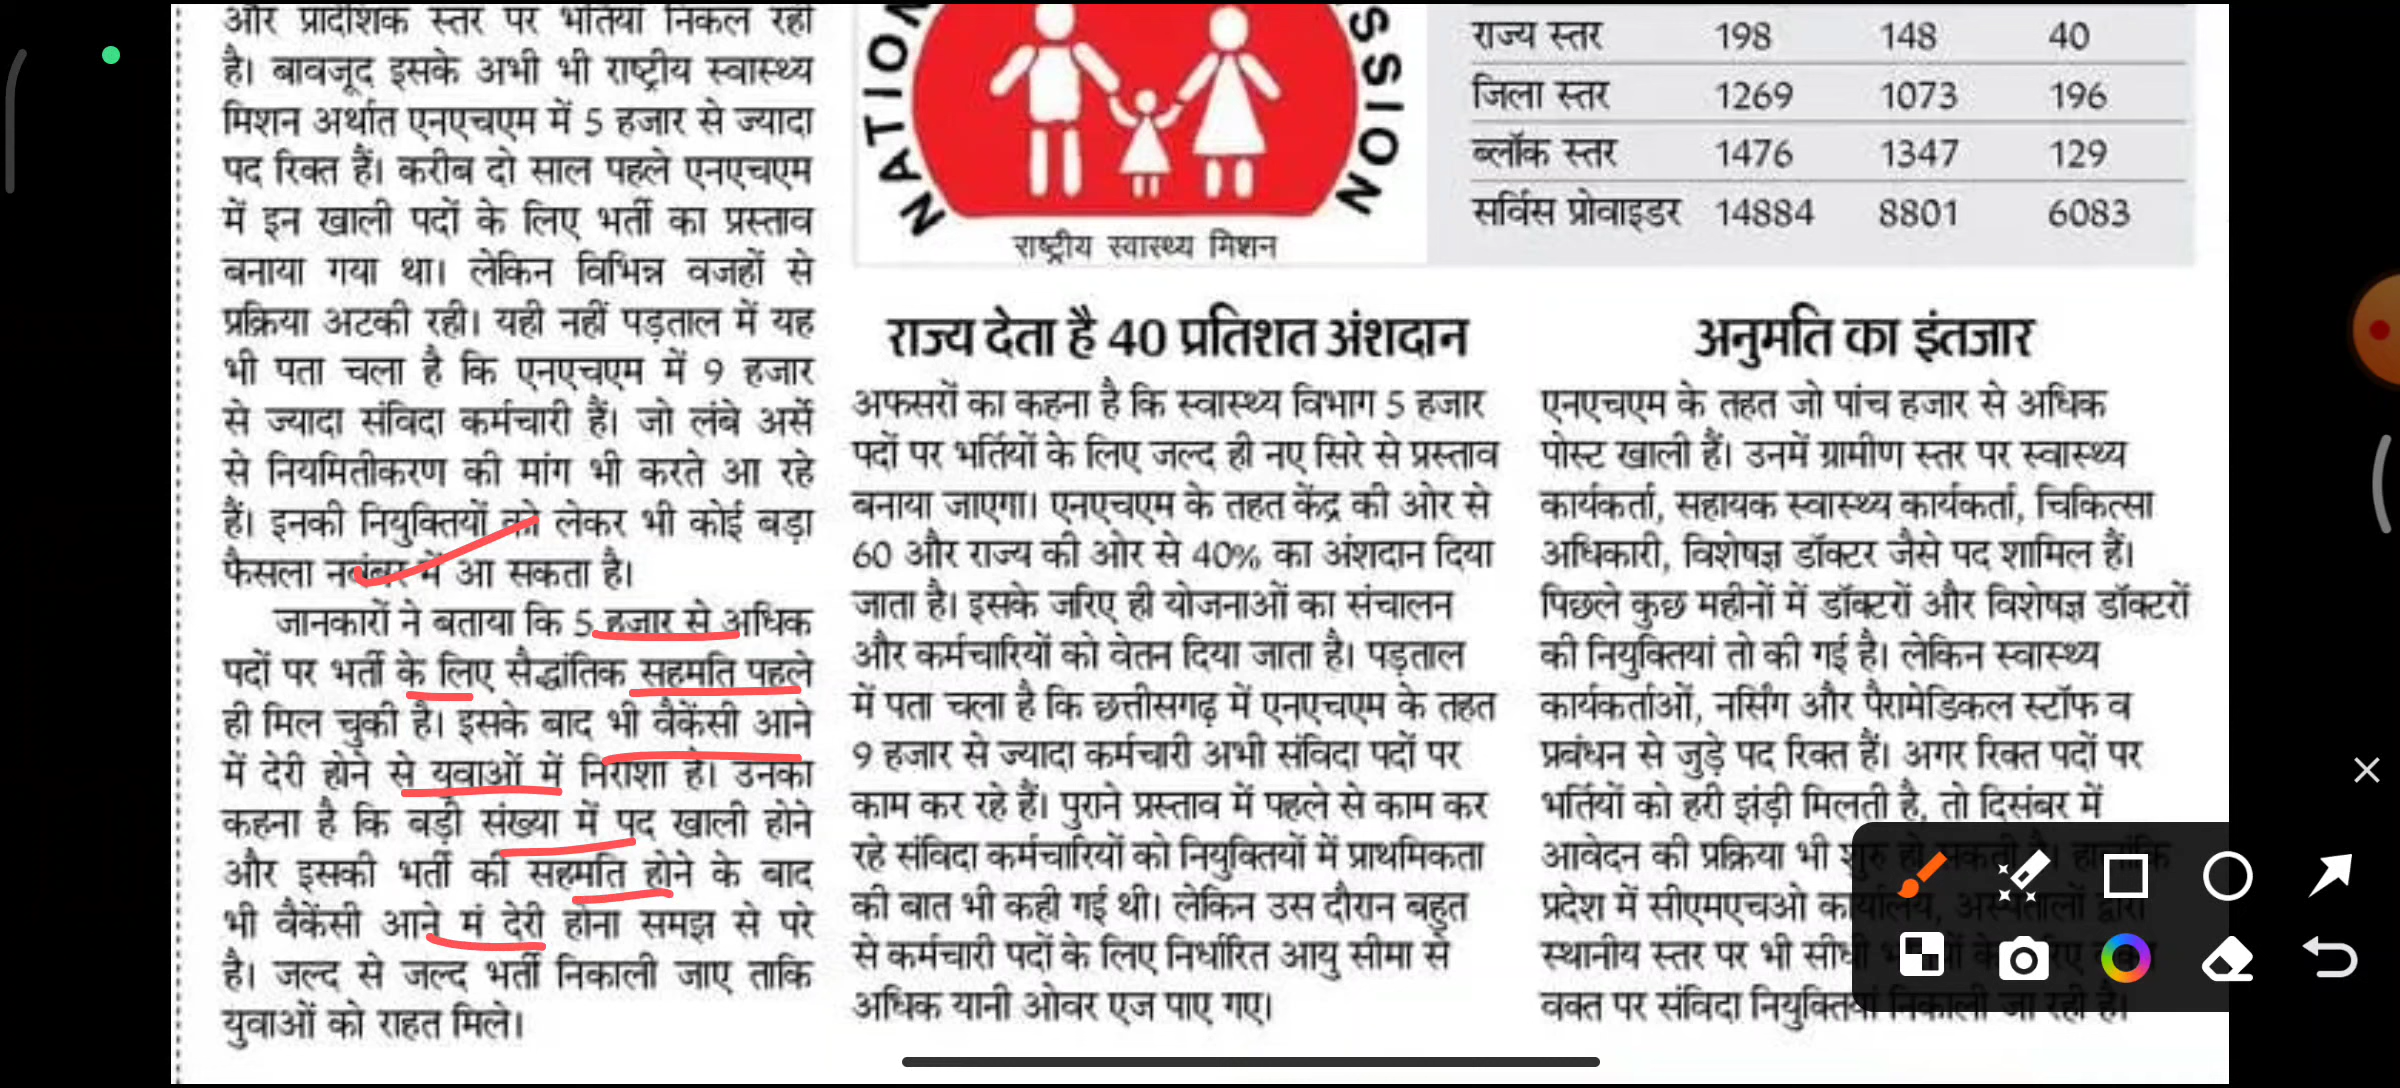 और प्रादेशिक स्तर पर भर्तियां निकल रही
है। बावजूद इसके अभी भी राष्ट्रीय स्वास्थ्य
मिशन अर्थात एनएचएम में 5 हजार से ज्यादा
पद रिक्त हैं। करीब दो साल पहले एनएचएम
में इन खाली पदों के लिए भर्ती का प्रस्ताव
बनाया गया था। लेकिन विभिन्न वजहों से
प्रक्रिया अटकी रही। यही नहीं पड़ताल में यह
भी पता चला है कि एनएचएम में 9 हजार
से ज्यादा संविदा कर्मचारी हैं। जो लंबे अर्से
से नियमितीकरण की मांग भी करते आ रहे
हैं। इनकी नियुक्तियों को लेकर भी कोई बड़ा
फैसला नवंबर में आ सकता है।
जानकारों ने बताया कि 5 हजार से अधिक
पदों पर भर्ती के लिए सैद्धांतिक सहमति पहले
ही मिल चुकी है। इसके बाद भी वैकेंसी आने
में देरी होने से युवाओं में निराशा है। उनका
कहना है कि बड़ी संख्या में पद खाली होने
और इसकी भर्ती की सहमति होने के बाद
भी वैकेंसी आने मं देरी होना समझ से परे
है। जल्द से जल्द भर्ती निकाली जाए ताकि
युवाओं को राहत मिले।
NATION SSION
राष्ट्रीय स्वास्थ्य मिशन
राज्य स्तर 198 148 40
जिला स्तर 1269 1073 196
ब्लॉक स्तर 1476 1347 129
सर्विस प्रोवाइडर 14884 8801 6083
राज्य देता है 40 प्रतिशत अंशदान
अफसरों का कहना है कि स्वास्थ्य विभाग 5 हजार
पदों पर भर्तियों के लिए जल्द ही नए सिरे से प्रस्ताव
बनाया जाएगा। एनएचएम के तहत केंद्र की ओर से
60 और राज्य की ओर से 40% का अंशदान दिया
जाता है। इसके जरिए ही योजनाओं का संचालन
और कर्मचारियों को वेतन दिया जाता है। पड़ताल
में पता चला है कि छत्तीसगढ़ में एनएचएम के तहत
9 हजार से ज्यादा कर्मचारी अभी संविदा पदों पर
काम कर रहे हैं। पुराने प्रस्ताव में पहले से काम कर
रहे संविदा कर्मचारियों को नियुक्तियों में प्राथमिकता
की बात भी कही गई थी। लेकिन उस दौरान बहुत
से कर्मचारी पदों के लिए निर्धारित आयु सीमा से
अधिक यानी ओवर एज पाए गए।
अनुमति का इंतजार
एनएचएम के तहत जो पांच हजार से अधिक
पोस्ट खाली हैं। उनमें ग्रामीण स्तर पर स्वास्थ्य
कार्यकर्ता, सहायक स्वास्थ्य कार्यकर्ता, चिकित्सा
अधिकारी, विशेषज्ञ डॉक्टर जैसे पद शामिल हैं।
पिछले कुछ महीनों में डॉक्टरों और विशेषज्ञ डॉक्टरों
की नियुक्तियां तो की गई है। लेकिन स्वास्थ्य
कार्यकर्ताओं, नर्सिंग और पैरामेडिकल स्टॉफ व
प्रबंधन से जुड़े पद रिक्त हैं। अगर रिक्त पदों पर
भर्तियों को हरी झंड़ी मिलती है, तो दिसंबर में
आवेदन की प्रक्रिया भी शुरु हो सकती है। हालांकि
प्रदेश में सीएमएचओ कार्यालय, अस्पतालों द्वारा
स्थानीय स्तर पर भी सीधी
वक्त पर संविदा नियुक्तियां निकाली जा रही है।